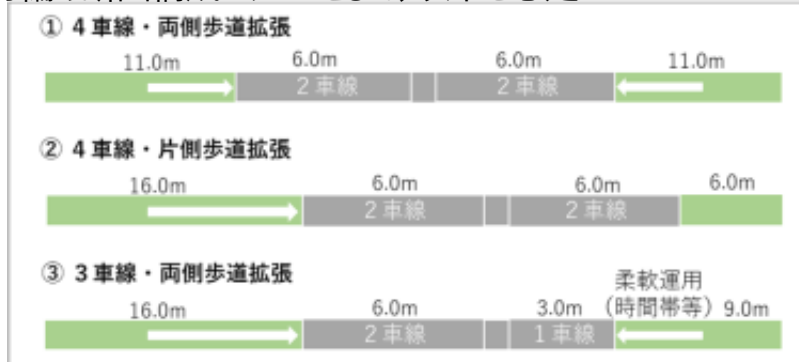 ① 4車線・両側歩道拡張
11.0m 6.0m 6.0m 11.0m
2車線 2車線
② 4車線・片側歩道拡張
16.0m 6.0m 6.0m 6.0m
2車線 2車線
③ 3車線・両側歩道拡張
柔軟運用
16.0m 6.0m 3.0m (時間帯等) 9.0m
2車線 1車線